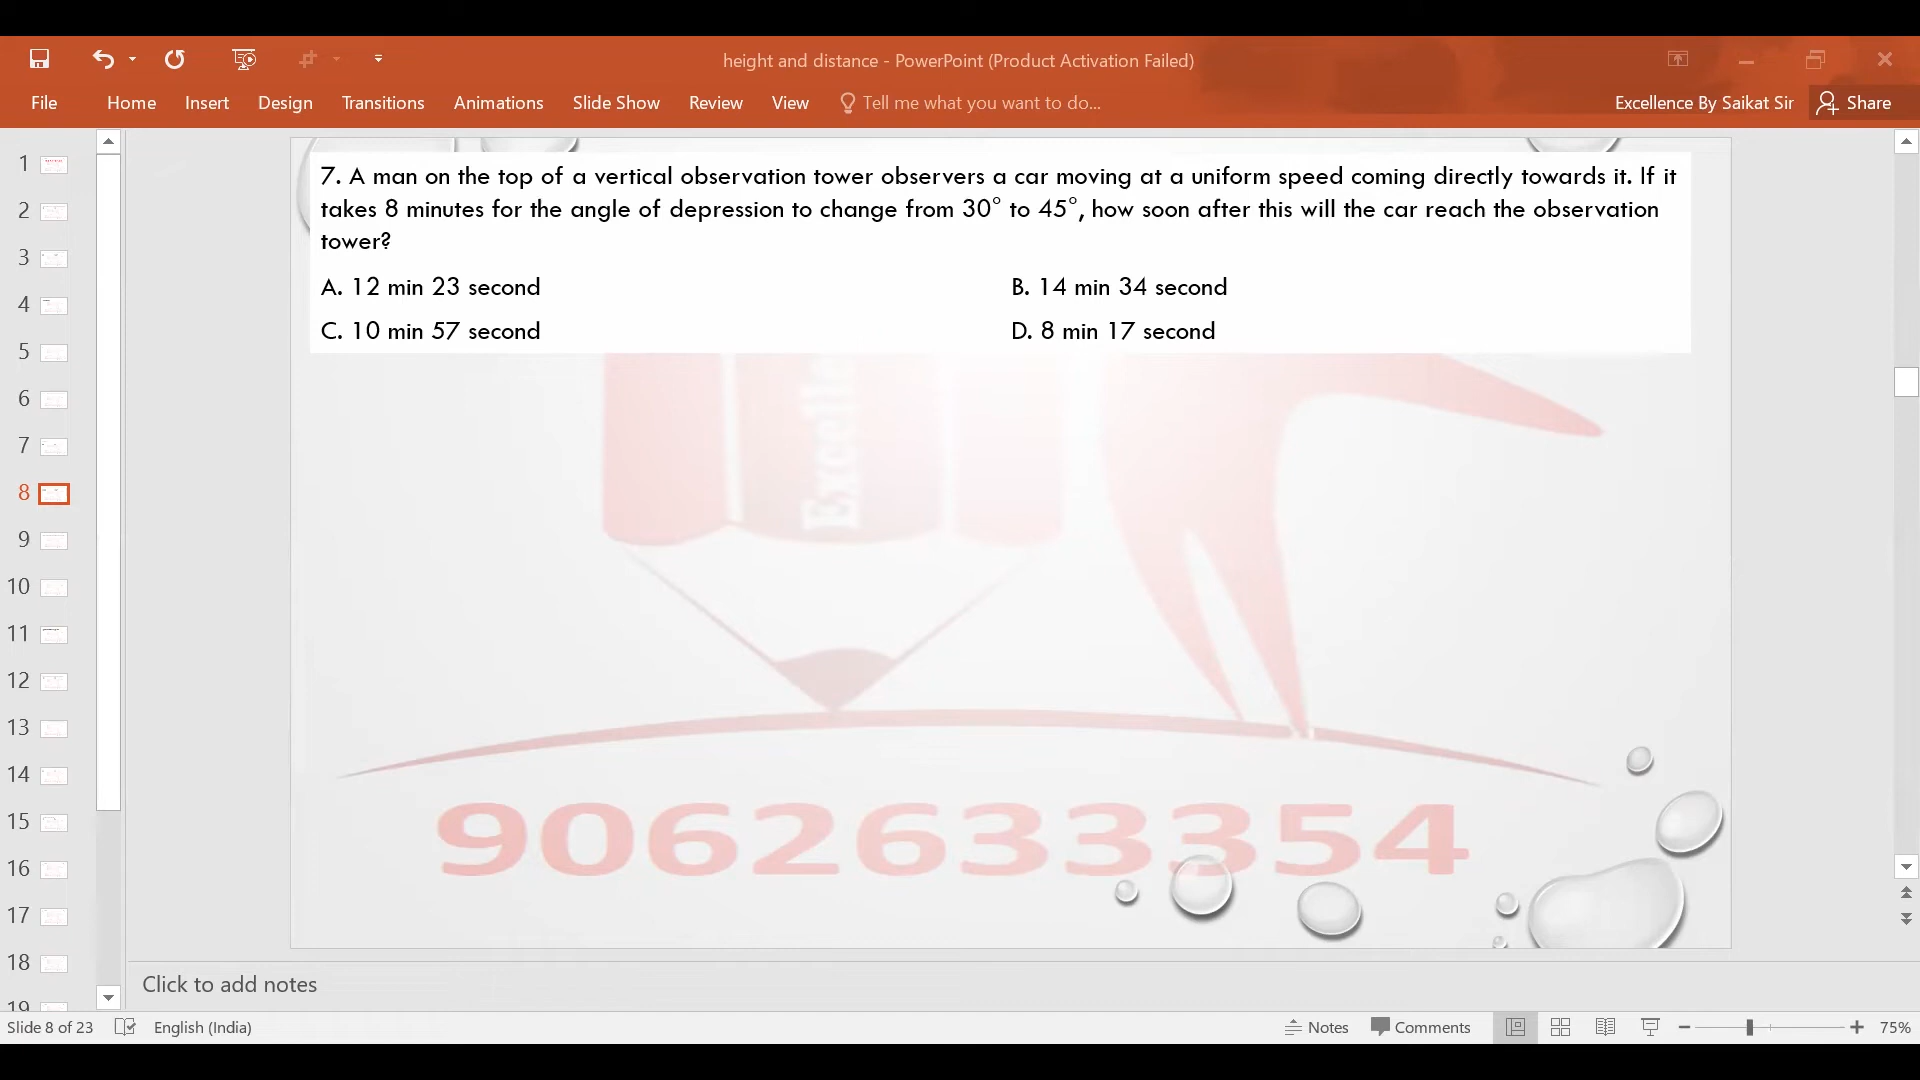 height and distance - PowerPoint (Product Activation Failed)
File Home Insert Design Transitions Animations Slide Show Review View Tell me what you want to do... Excellence By Saikat Sir Share
1
2
3
4
5
6
7
8
9
10
11
12
13
14
15
16
17
18
19
7. A man on the top of a vertical observation tower observers a car moving at a uniform speed coming directly towards it. If it
takes 8 minutes for the angle of depression to change from 30° to 45°, how soon after this will the car reach the observation
tower?
A. 12 min 23 second B. 14 min 34 second
C. 10 min 57 second D. 8 min 17 second
9062633354
Click to add notes
Slide 8 of 23 English (India) Notes Comments 75%